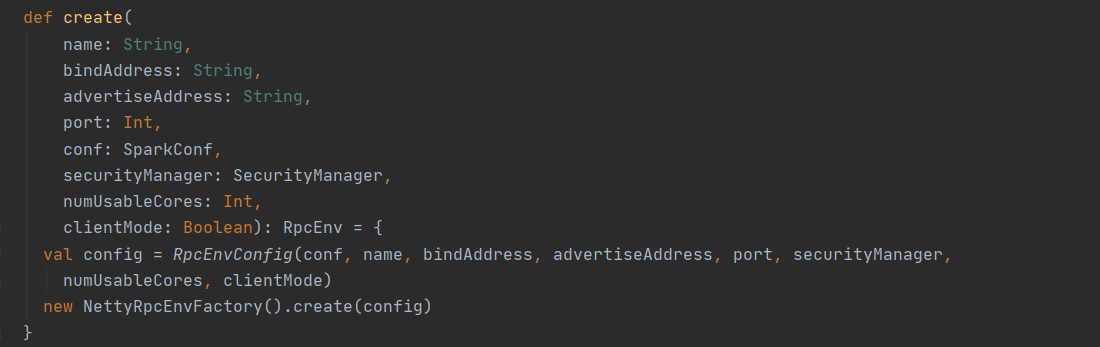 def create(
name: String,
bindAddress: String,
advertiseAddress: String,
port: Int,
conf: SparkConf,
securityManager: SecurityManager,
numUsableCores: Int,
clientMode: Boolean): RpcEnv = {
val config = RpcEnvConfig(conf, name, bindAddress, advertiseAddress, port, securityManager,
numUsableCores, clientMode)
new NettyRpcEnvFactory().create(config)
}